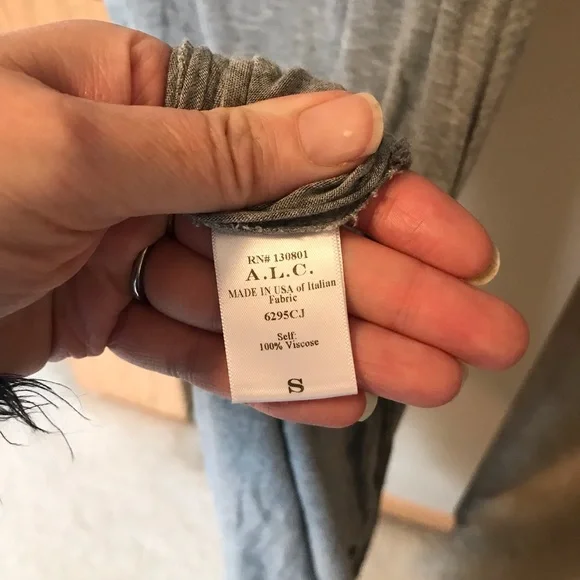 RN# 130801
A.L.C.
MADE IN USA of Italian
Fabric
6295CJ
Self:
100% Viscose
S